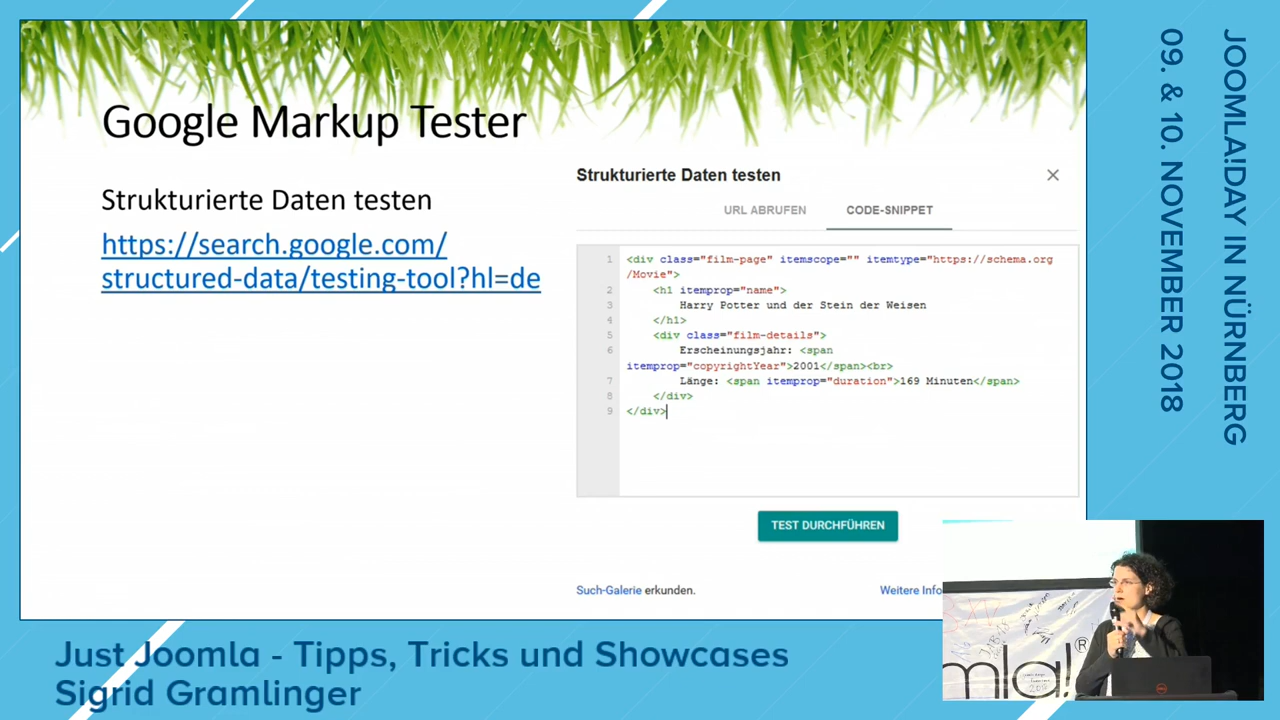 Google Markup Tester
Strukturierte Daten testen
https://search.google.com/
structured-data/testing-tool?hl=de
Strukturierte Daten testen
URL ABRUFEN
CODE-SNIPPET
1 <div class="film-page" itemscope="" itemtype="https://schema.org
/Movie">
2 <h1 itemprop="name">
3 Harry Potter und der Stein der Weisen
4 </h1>
5 <div class="film-details">
6 Erscheinungsjahr: <span
itemprop="copyrightYear">2001</span><br>
7 Länge: <span itemprop="duration">169 Minuten</span>
8 </div>
9 </div>
TEST DURCHFÜHREN
Such-Galerie erkunden.
Weitere Info
JOOMLA!DAY IN NÜRNBERG
09. & 10. NOVEMBER 2018
mla!®
Just Joomla - Tipps, Tricks und Showcases
Sigrid Gramlinger